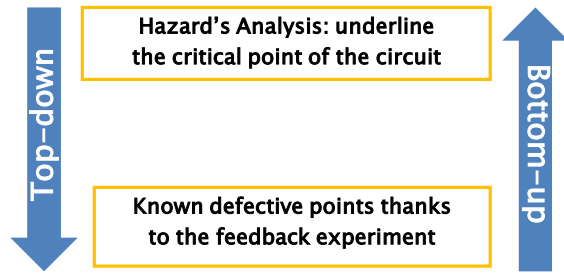 Hazard's Analysis: underline
the critical point of the circuit
Top-down
Bottom-up
Known defective points thanks
to the feedback experiment